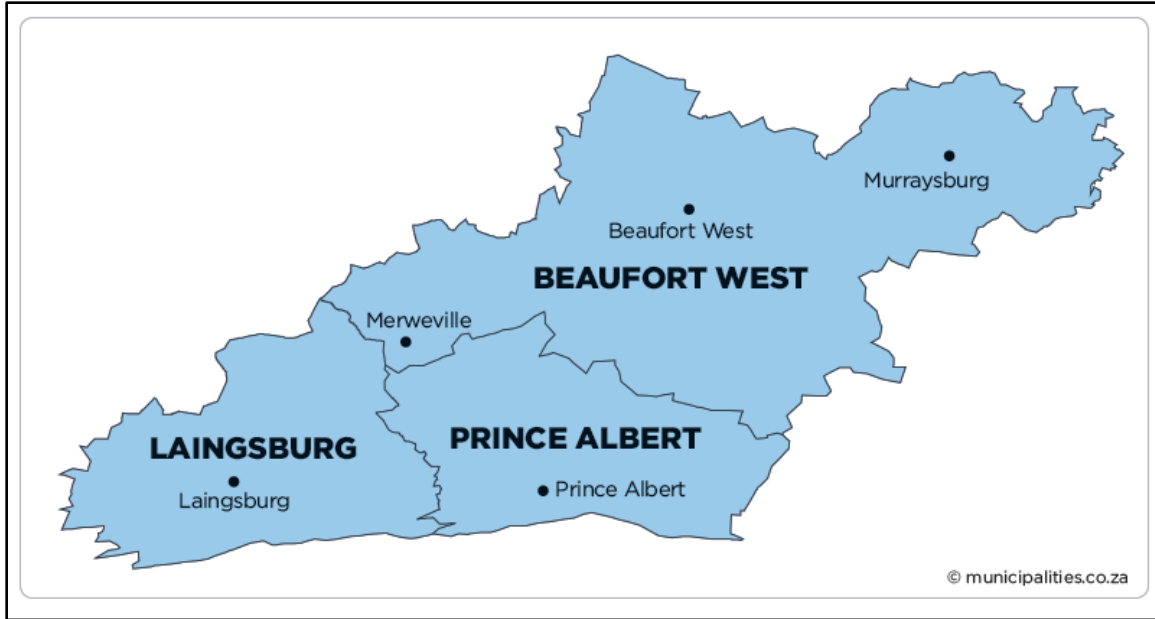 Murraysburg
Beaufort West
BEAUFORT WEST
Merweville
LAINGSBURG
PRINCE ALBERT
Laingsburg
Prince Albert
© municipalities.co.za